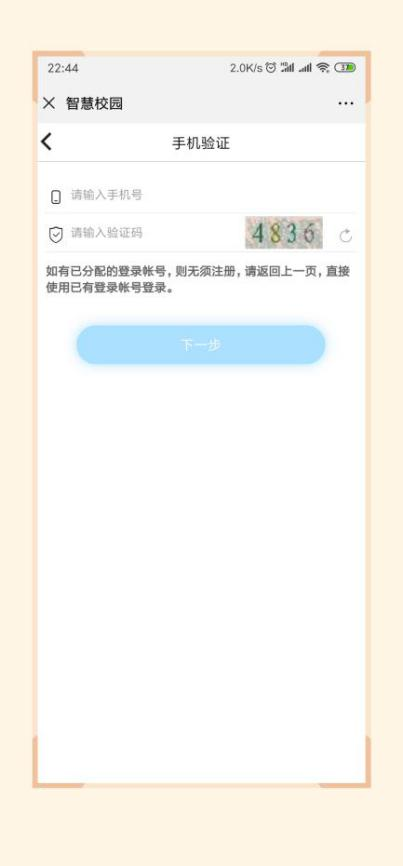 22:44
2.0K/s
37
智慧校园
手机验证
请输入手机号
请输入验证码
4836
如有已分配的登录帐号，则无须注册，请返回上一页，直接
使用已有登录帐号登录。
下一步